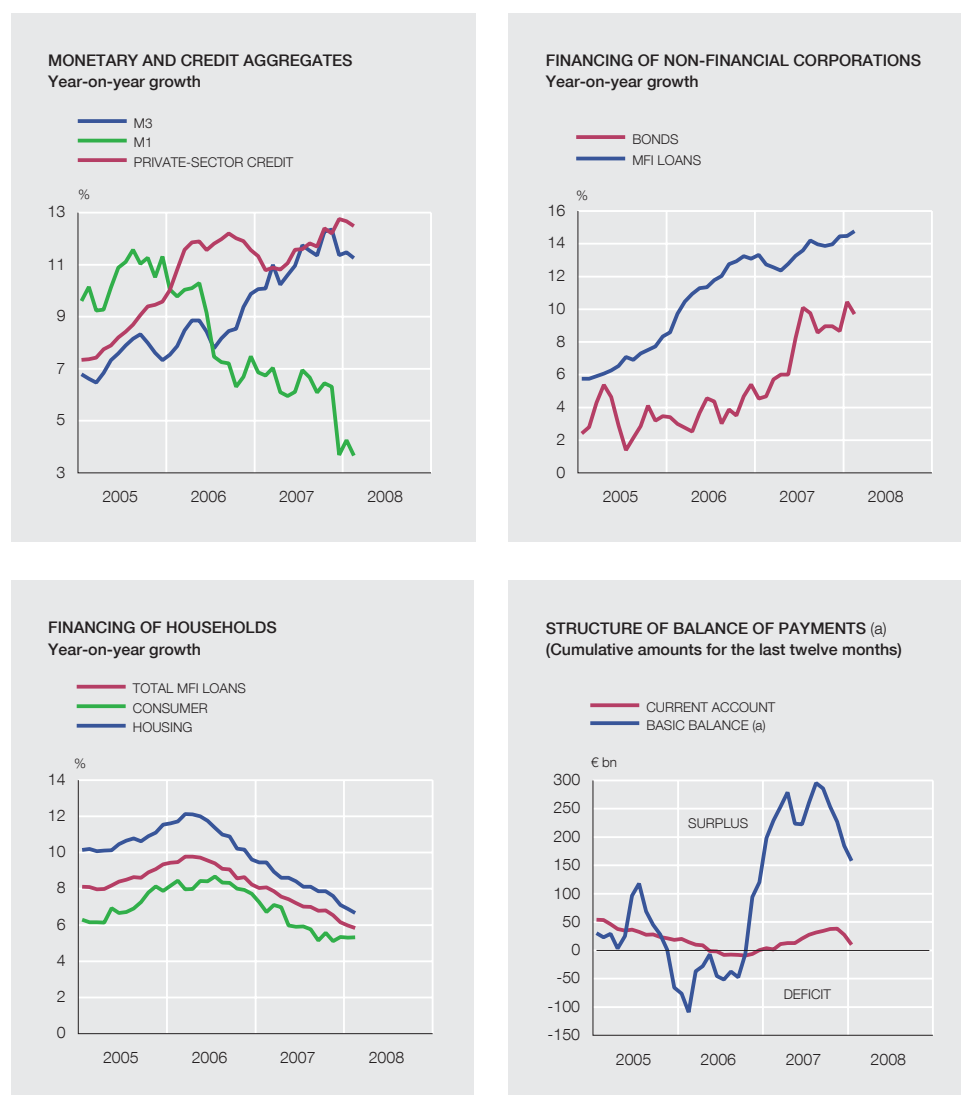 MONETARY AND CREDIT AGGREGATES
Year-on-year growth
M3
M1
PRIVATE-SECTOR CREDIT
%
13
11
9
7
5
3
2005 2006 2007 2008
FINANCING OF NON-FINANCIAL CORPORATIONS
Year-on-year growth
BONDS
MFI LOANS
%
16
14
12
10
8
6
4
2
0
2005 2006 2007 2008
FINANCING OF HOUSEHOLDS
Year-on-year growth
TOTAL MFI LOANS
CONSUMER
HOUSING
%
14
12
10
8
6
4
2
0
2005 2006 2007 2008
STRUCTURE OF BALANCE OF PAYMENTS (a)
(Cumulative amounts for the last twelve months)
CURRENT ACCOUNT
BASIC BALANCE (a)
€ bn
300
250
200
150
100
50
0
-50
-100
-150
SURPLUS
DEFICIT
2005 2006 2007 2008